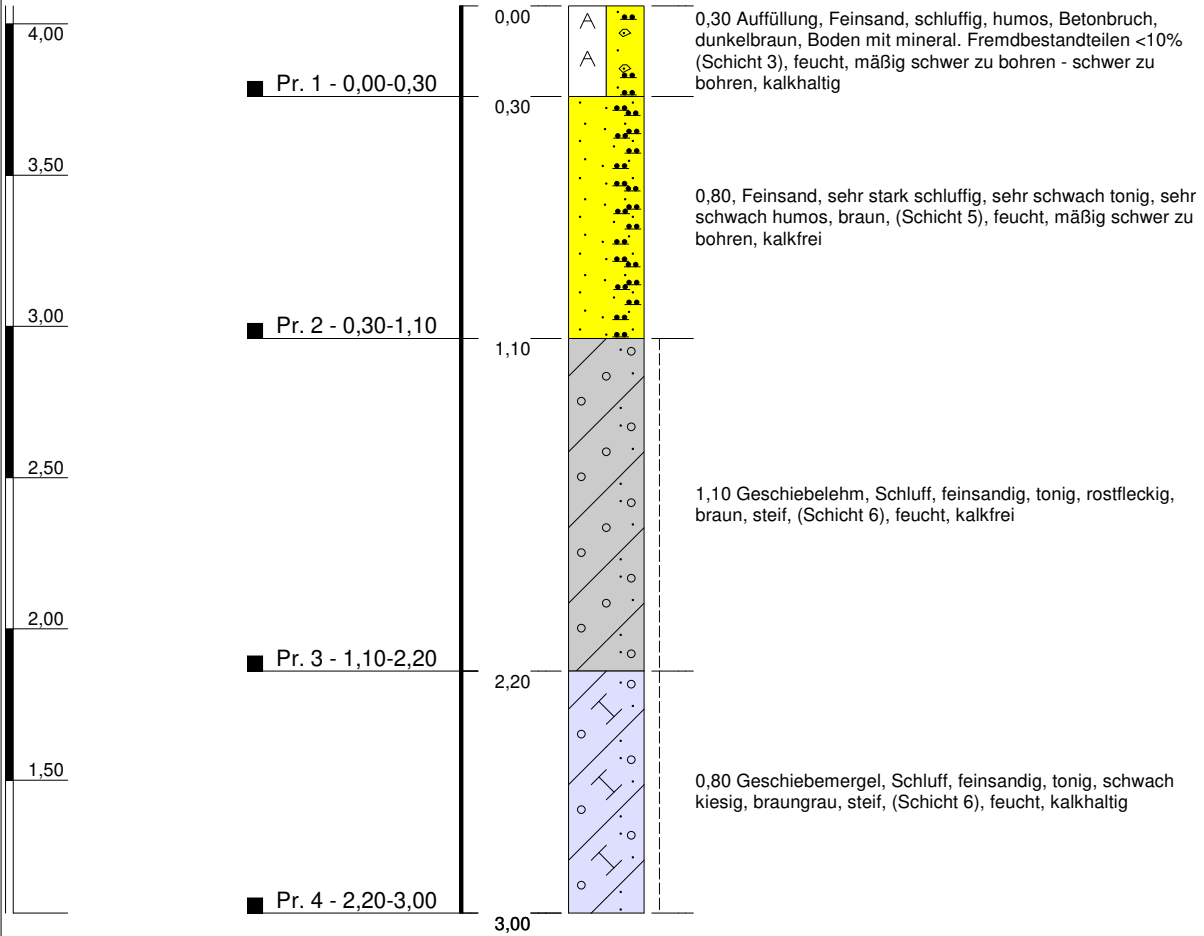 0,00
4,00
A
A
0,30 Auffüllung, Feinsand, schluffig, humos, Betonbruch,
dunkelbraun, Boden mit mineral. Fremdbestandteilen <10%
(Schicht 3), feucht, mäßig schwer zu bohren - schwer zu
bohren, kalkhaltig
Pr. 1 - 0,00-0,30
0,30
3,50
0,80, Feinsand, sehr stark schluffig, sehr schwach tonig, sehr
schwach humos, braun, (Schicht 5), feucht, mäßig schwer zu
bohren, kalkfrei
3,00
Pr. 2 - 0,30-1,10
1,10
2,50
1,10 Geschiebelehm, Schluff, feinsandig, tonig, rostfleckig,
braun, steif, (Schicht 6), feucht, kalkfrei
2,00
Pr. 3 - 1,10-2,20
2,20
1,50
0,80 Geschiebemergel, Schluff, feinsandig, tonig, schwach
kiesig, braungrau, steif, (Schicht 6), feucht, kalkhaltig
Pr. 4 - 2,20-3,00
3,00